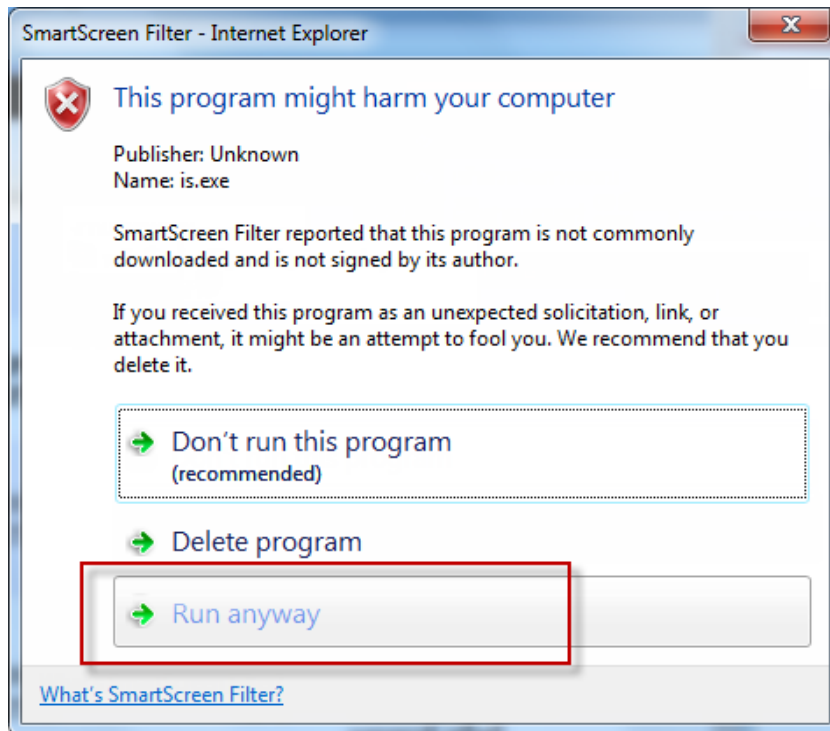 SmartScreen Filter - Internet Explorer
This program might harm your computer
Publisher: Unknown
Name: is.exe
SmartScreen Filter reported that this program is not commonly
downloaded and is not signed by its author.
If you received this program as an unexpected solicitation, link, or
attachment, it might be an attempt to fool you. We recommend that you
delete it.
Don't run this program
(recommended)
Delete program
Run anyway
What's SmartScreen Filter?